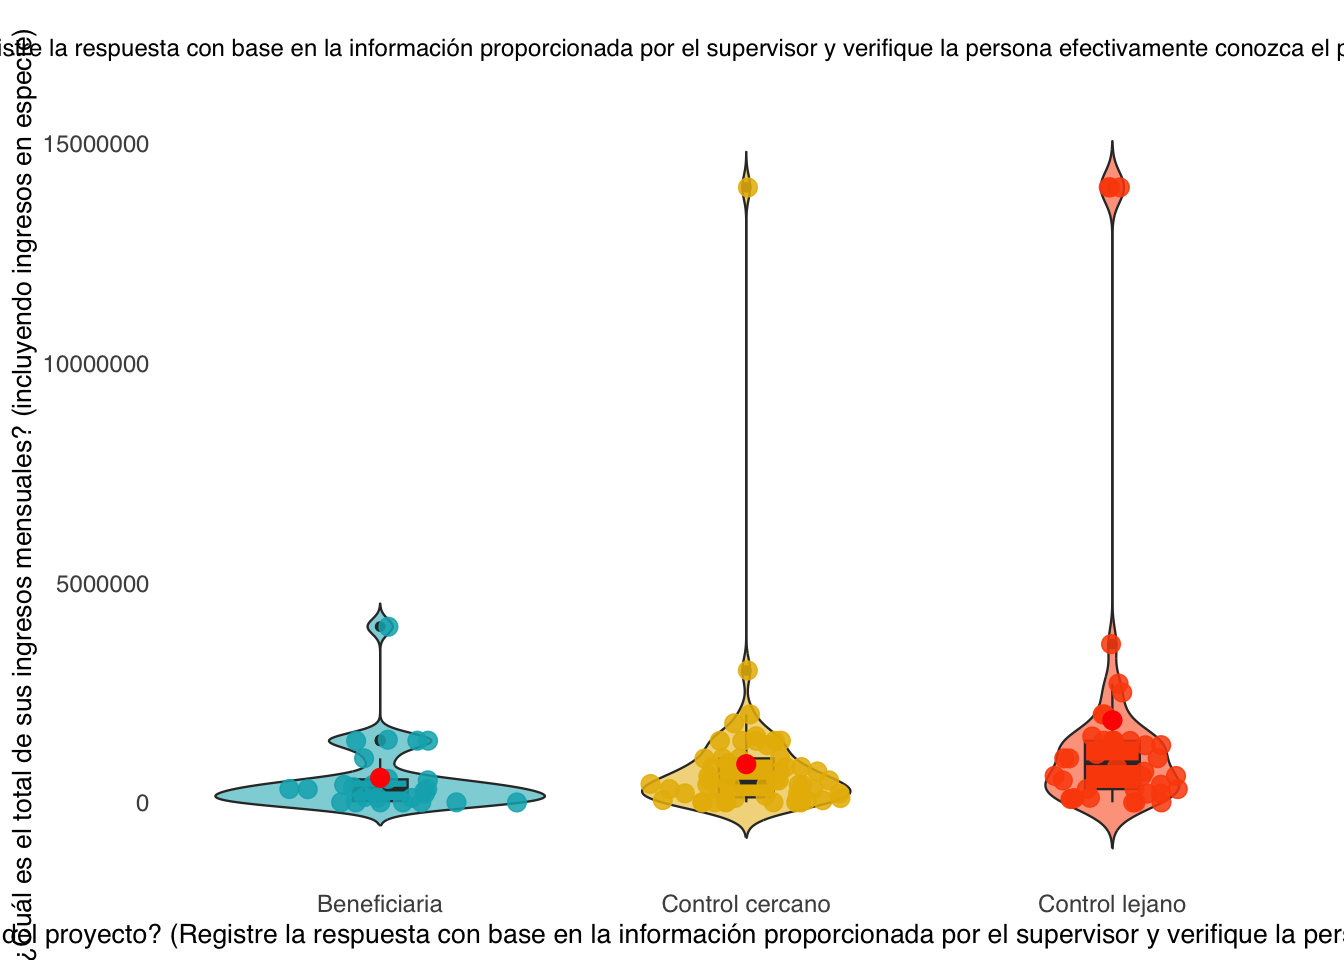 la respuesta con base en la información proporcionada por el supervisor y verifique la persona efectivamente conozca el
¿Cuál es el total de sus ingresos mensuales? (incluyendo ingresos en especie)
15000000
10000000
5000000
0
Beneficiaria
Control cercano
Control lejano
del proyecto? (Registre la respuesta con base en la información proporcionada por el supervisor y verifique la